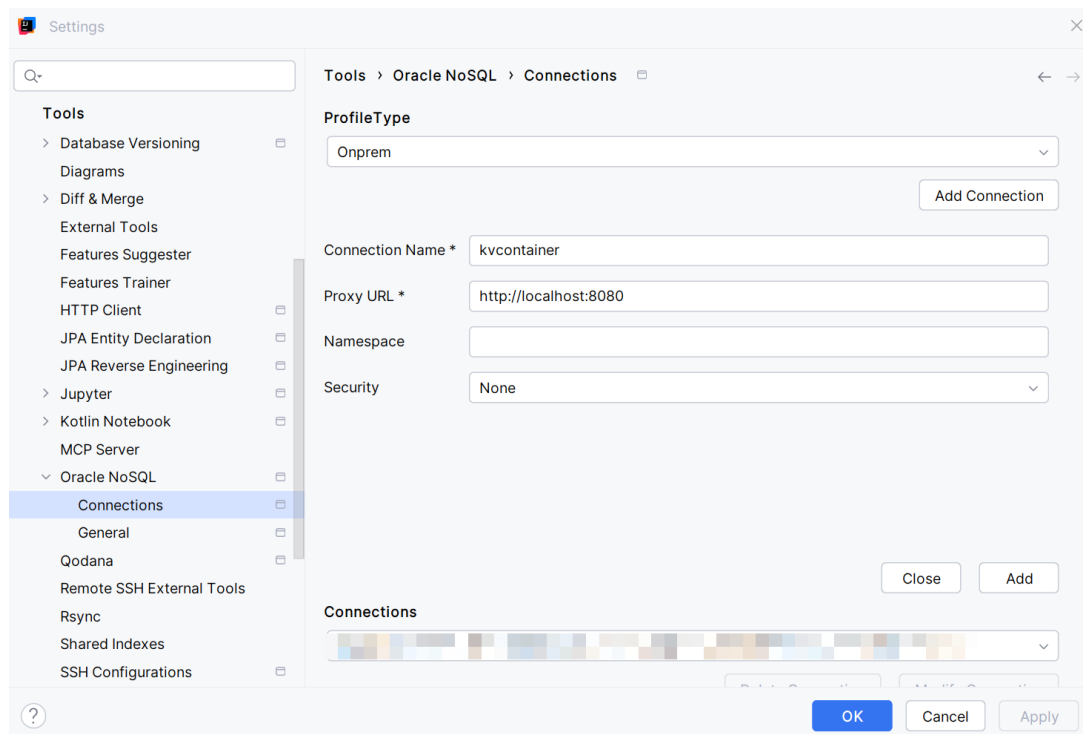 Settings
Tools
Database Versioning
Diagrams
Diff & Merge
External Tools
Features Suggester
Features Trainer
HTTP Client
JPA Entity Declaration
JPA Reverse Engineering
Jupyter
Kotlin Notebook
MCP Server
Oracle NoSQL
Connections
General
Qodana
Remote SSH External Tools
Rsync
Shared Indexes
SSH Configurations
Tools › Oracle NoSQL › Connections
ProfileType
Onprem
Add Connection
Connection Name * kvcontainer
Proxy URL * http://localhost:8080
Namespace
Security None
Close Add
Connections
? OK Cancel Apply